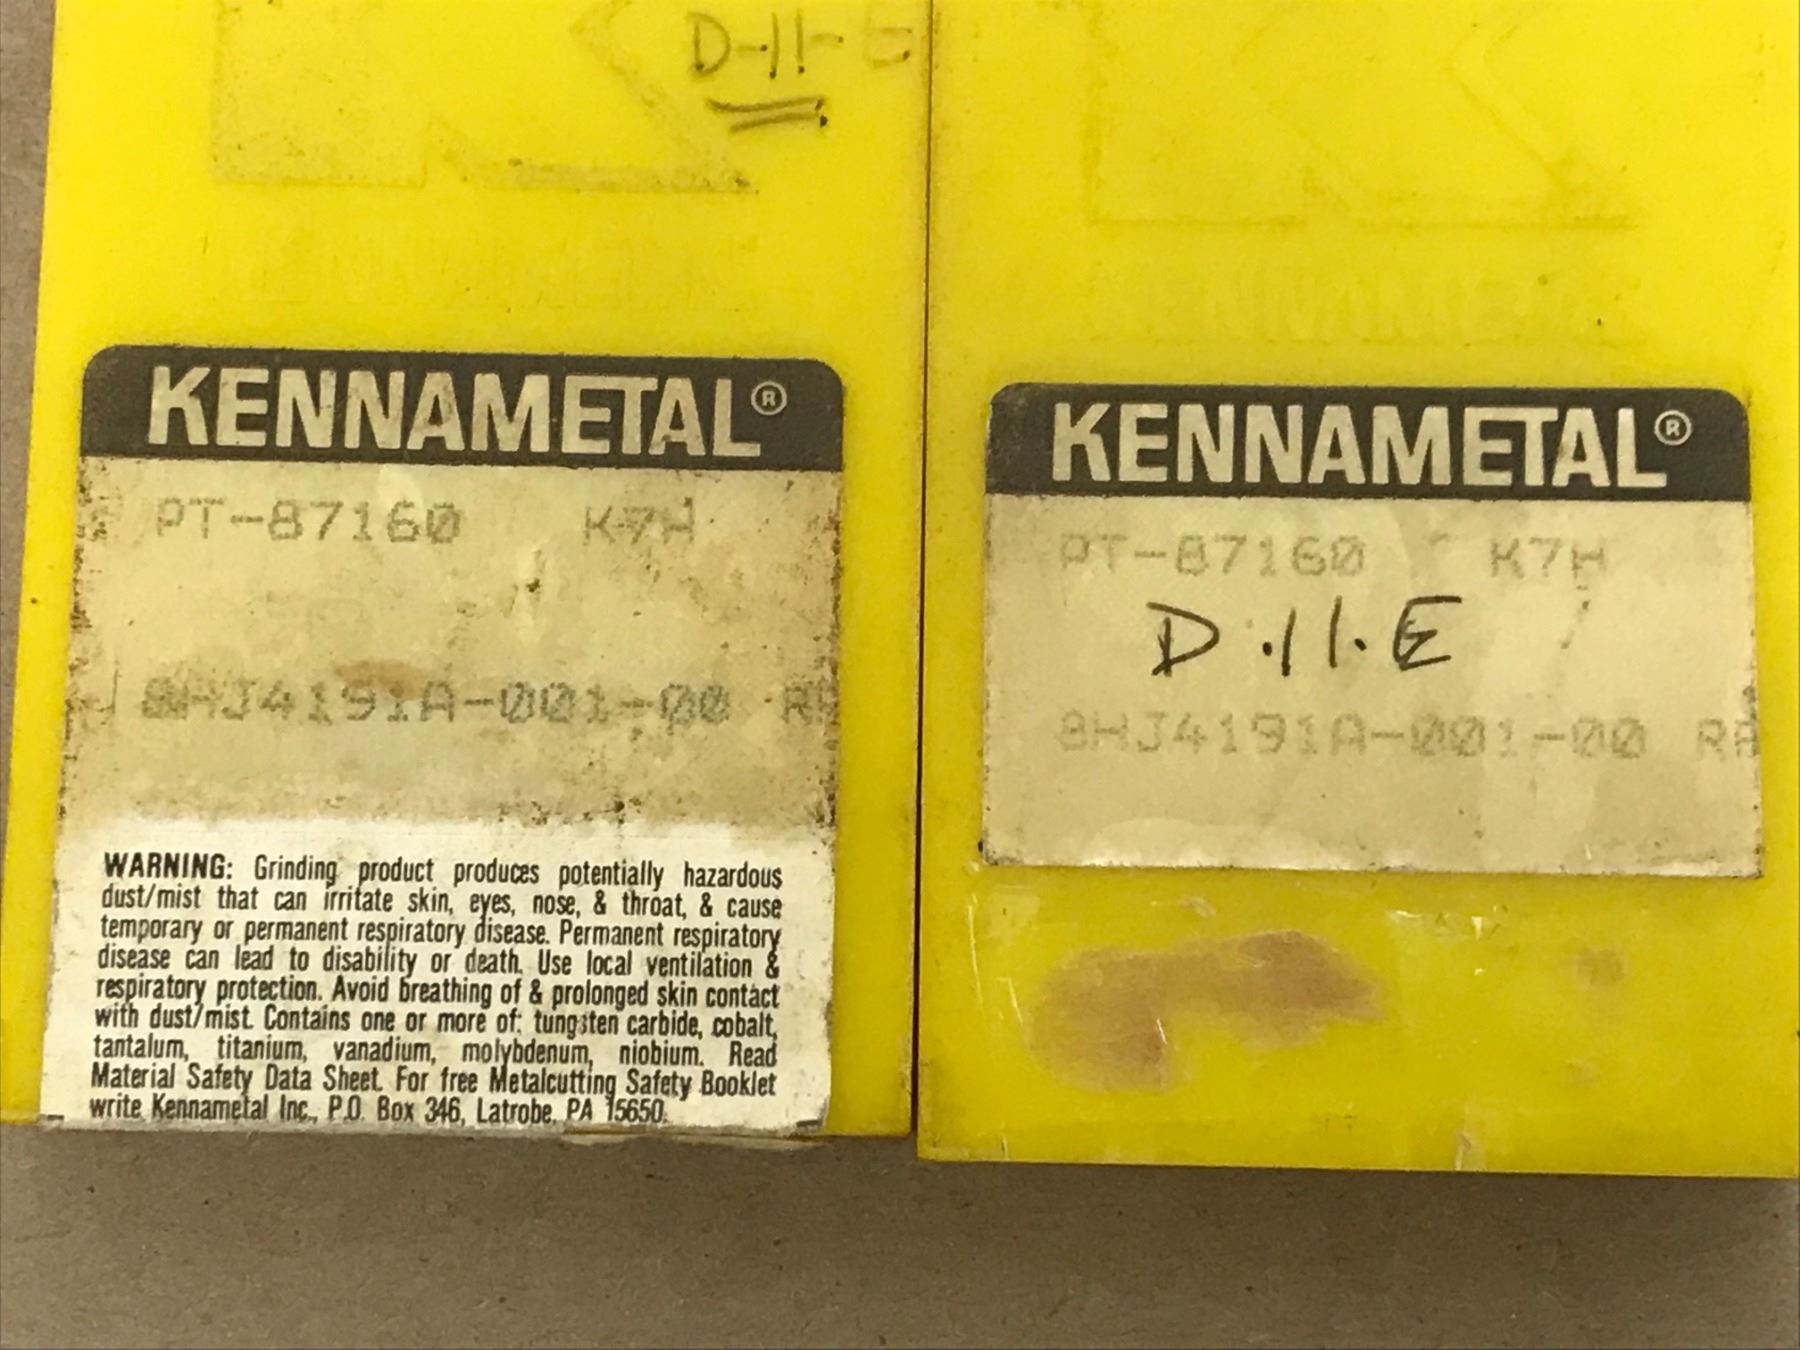 D-11-E
KENNAMETAL®
PT-87160 K7H
8HJ4191A-001-00
WARNING: Grinding product produces potentially hazardous
dust/mist that can irritate skin, eyes, nose, & throat, & cause
temporary or permanent respiratory disease. Permanent respiratory
disease can lead to disability or death. Use local ventilation &
respiratory protection. Avoid breathing of & prolonged skin contact
with dust/mist. Contains one or more of: tungsten carbide, cobalt,
tantalum, titanium, vanadium, molybdenum, niobium. Read
Material Safety Data Sheet. For free Metalcutting Safety Booklet
write Kennametal Inc., P.O. Box 346, Latrobe, PA 15650.
KENNAMETAL
KENNAMETAL®
PT-87160 K7H
D.11.E
8HJ4191A-001-00